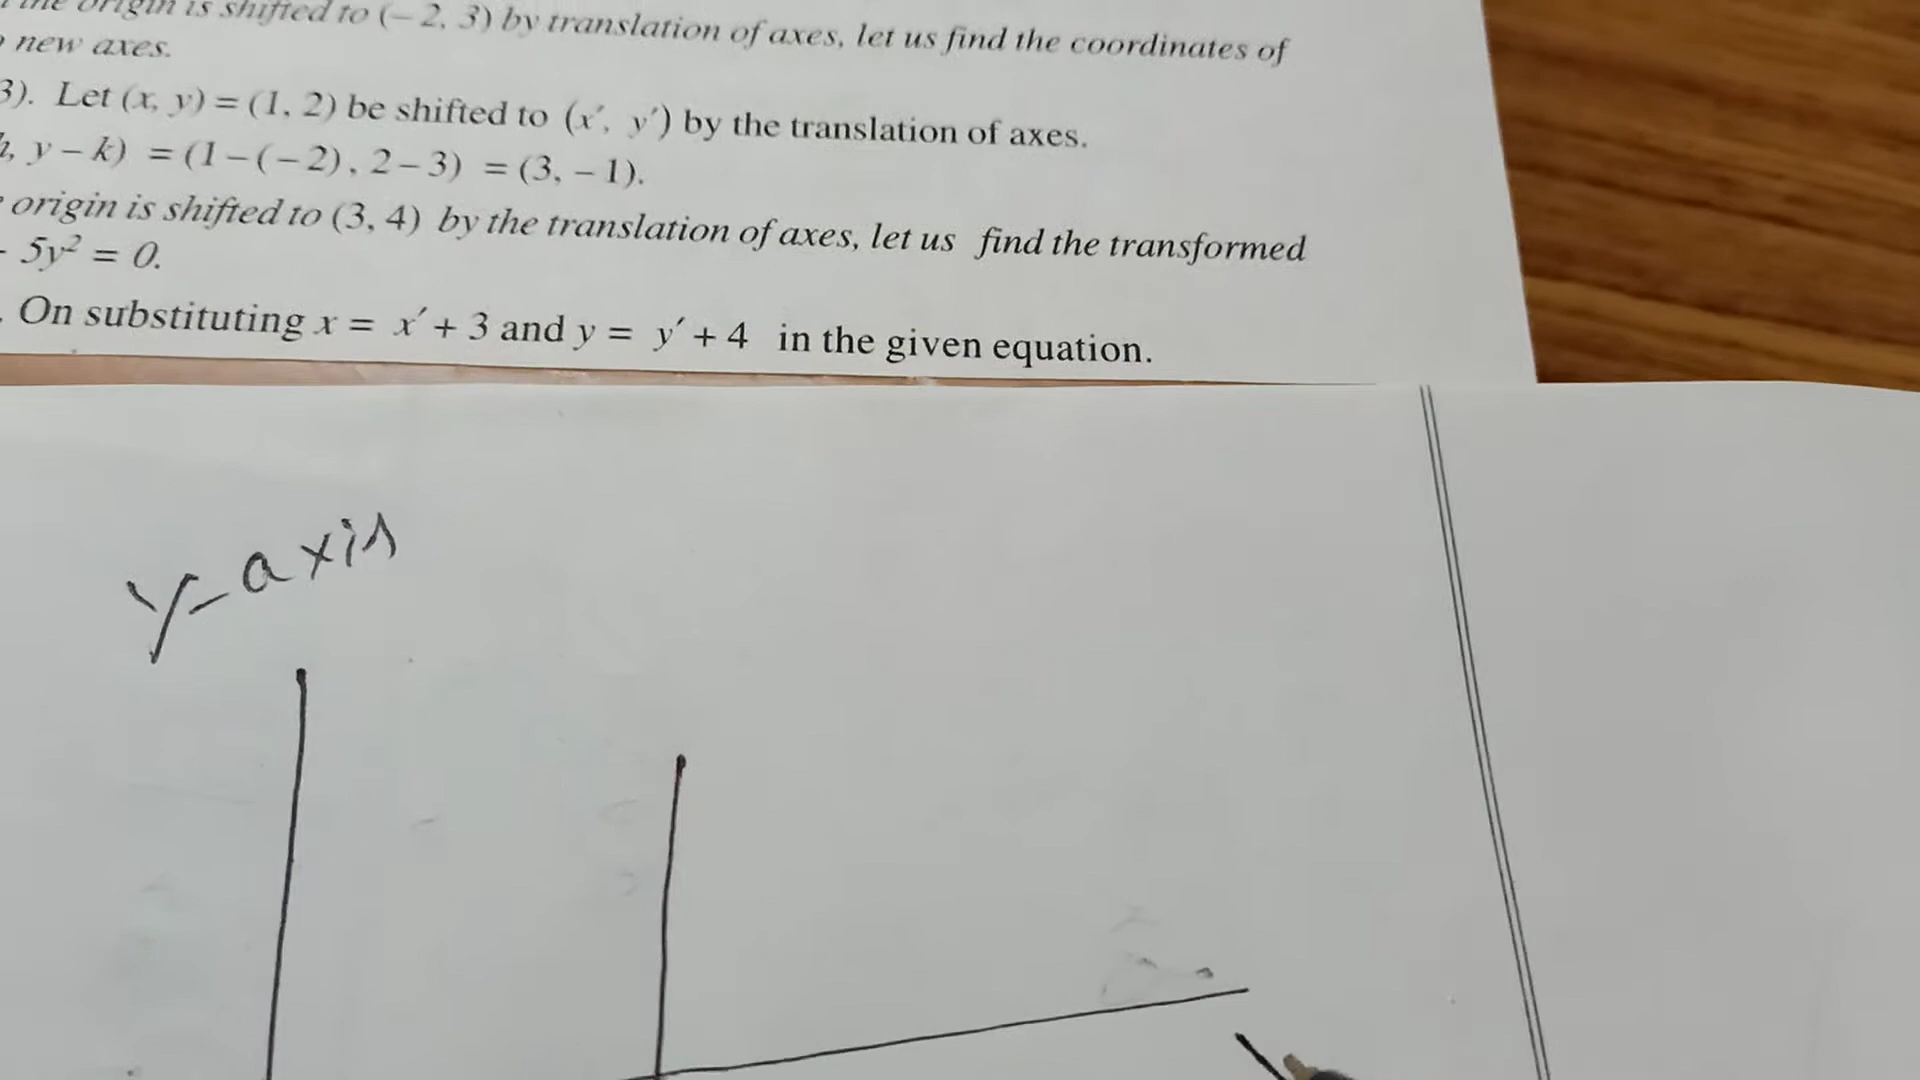 origin is shifted to (– 2, 3) by translation of axes, let us find the coordinates of
new axes.
3). Let (x, y) = (1, 2) be shifted to (x′, y′) by the translation of axes.
, y – k) = (1 – (– 2), 2 – 3) = (3, – 1).
origin is shifted to (3, 4) by the translation of axes, let us find the transformed
- 5y² = 0.
. On substituting x = x′ + 3 and y = y′ + 4 in the given equation.
Y-axis